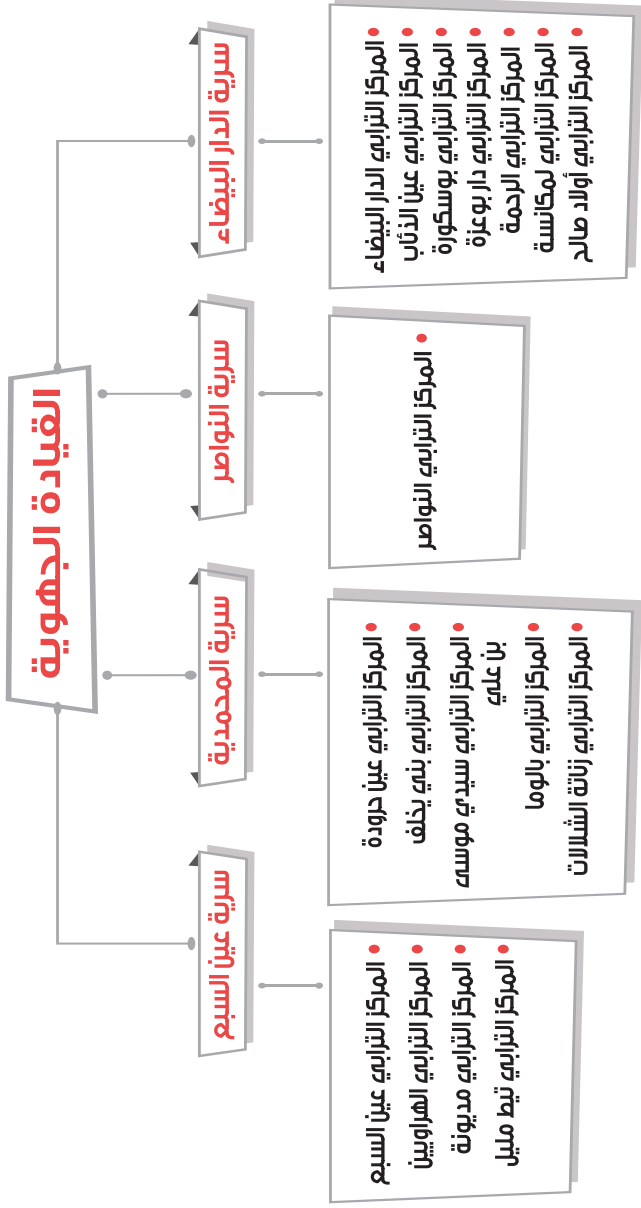 القيادة الجهوية
سرية الدار البيضاء
المركز الترابي الدار البيضاء
المركز الترابي عين الذئاب
المركز الترابي بوسكورة
المركز الترابي دار بوعزة
المركز الترابي الرحمة
المركز الترابي لمكانسة
المركز الترابي أولاد صالح
سرية النواصر
المركز الترابي النواصر
سرية المحمدية
المركز الترابي عين حرودة
المركز الترابي بني يخلف
المركز الترابي سيدي موسى
بن علي
المركز الترابي بالوما
المركز الترابي زناتة الشلالات
سرية عين السبع
المركز الترابي عين السبع
المركز الترابي الهراويين
المركز الترابي مديونة
المركز الترابي تيط مليل